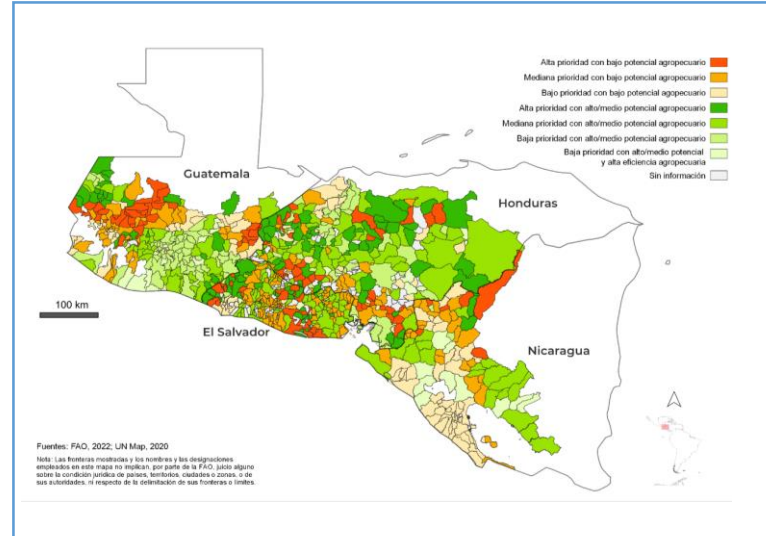 Alta prioridad con bajo potencial agropecuario
Mediana prioridad con bajo potencial agropecuario
Bajo prioridad con bajo potencial agopecuario
Alta prioridad con alto/medio potencial agropecuario
Mediana prioridad con alto/medio potencial agropecuario
Baja prioridad con alto/medio potencial agropecuario
Baja prioridad con alto/medio potencial
y alta eficiencia agropecuaria
Sin información
Guatemala
Honduras
100 km
El Salvador
Nicaragua
Fuentes: FAO, 2022; UN Map, 2020
Nota: Las fronteras mostradas y los nombres y las designaciones
empleados en este mapa no implican, por parte de la FAO, juicio alguno
sobre la condición jurídica de países, territorios, ciudades o zonas, o de
sus autoridades, ni respecto de la delimitación de sus fronteras o límites.